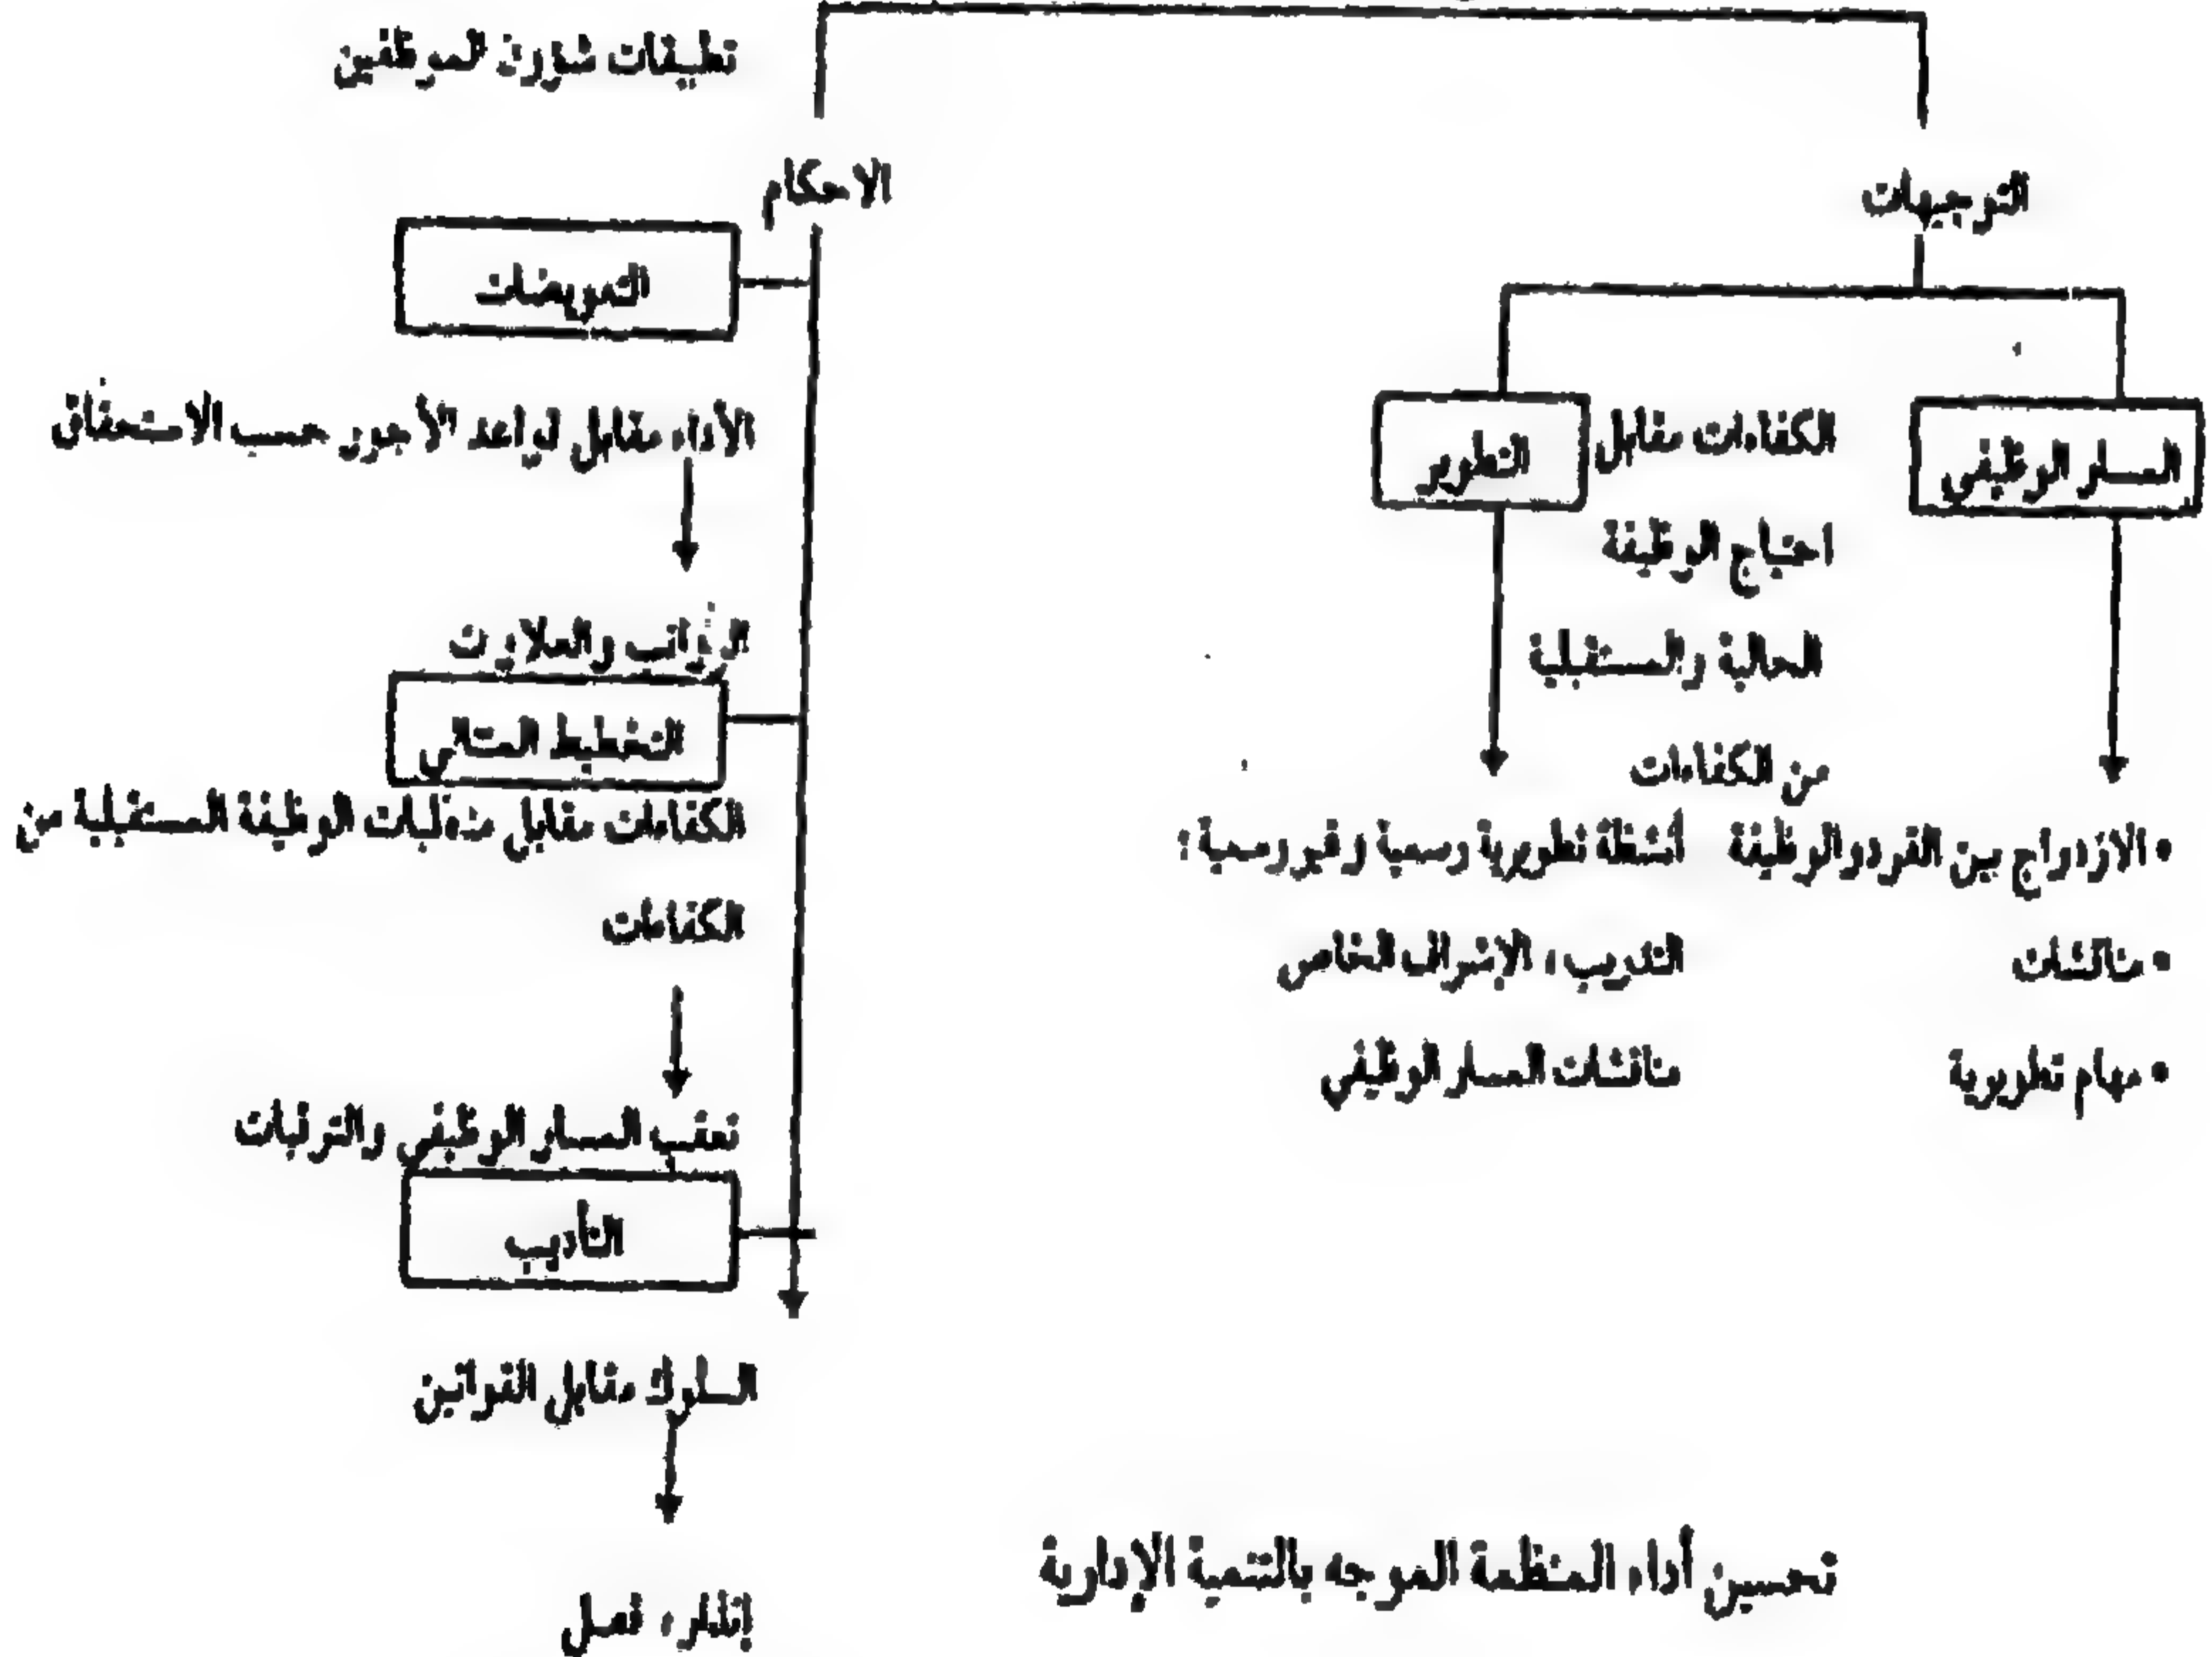 تطبيقات شؤون الموظفين
الاحكام
التوجيهات
التعويضات
الأداء مقابل قواعد الأجور حسب الاستحقاق
الرواتب والعلاوات
التخطيط المتتالي
الكفاءات مقابل متطلبات الوظيفة المستقبلية من
الكفاءات
تعقب المسار الوظيفي والترقيات
التأديب
السلوك مقابل القوانين
إنذار، فصل
المسار الوظيفي
التطوير
الكفاءات مقابل
احتياج الوظيفة
الحالية والمستقبلية
من الكفاءات
• الازدواج بين الفرد والوظيفة
• مناقشات
• مهام تطويرية
أنشطة تطويرية رسمية وغير رسمية :
التدريب ، الإشراف الخاص
مناقشات المسار الوظيفي
تحسين أداء المنظمة الموجه بالتنمية الإدارية